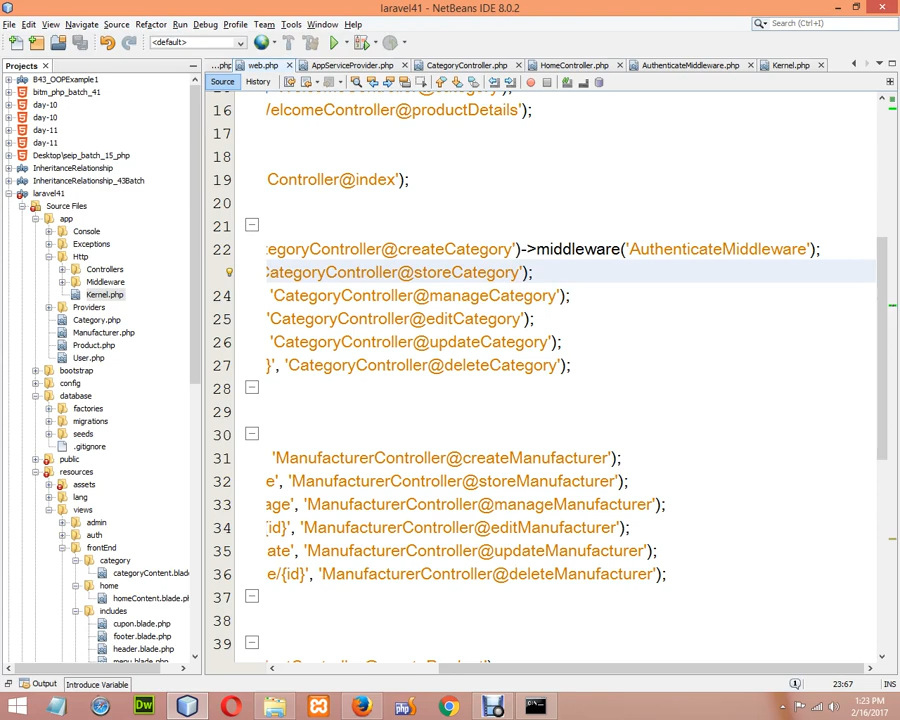 laravel41 - NetBeans IDE 8.0.2
File Edit View Navigate Source Refactor Run Debug Profile Team Tools Window Help
Search (Ctrl+I)
<default>
Projects
...php web.php AppServiceProvider.php CategoryController.php HomeController.php AuthenticateMiddleware.php Kernel.php
Source History
B43_OOPExample1
bitm_php_batch_41
day-10
day-10
day-11
day-11
Desktop\seip_batch_15_php
InheritanceRelationship
InheritanceRelationship_43Batch
laravel41
Source Files
app
Console
Exceptions
Http
Controllers
Middleware
Kernel.php
Providers
Category.php
Manufacturer.php
Product.php
User.php
bootstrap
config
database
factories
migrations
seeds
.gitignore
public
resources
assets
lang
views
admin
auth
frontEnd
category
categoryContent.blade
home
homeContent.blade.ph
includes
cupon.blade.php
footer.blade.php
header.blade.php
menu.blade.php
16 /elcomeController@productDetails');
17
18
19 Controller@index');
20
21
22 tegoryController@createCategory')->middleware('AuthenticateMiddleware');
CategoryController@storeCategory');
24 'CategoryController@manageCategory');
25 'CategoryController@editCategory');
26 'CategoryController@updateCategory');
27 }', 'CategoryController@deleteCategory');
28
29
30
31 'ManufacturerController@createManufacturer');
32 e', 'ManufacturerController@storeManufacturer');
33 age', 'ManufacturerController@manageManufacturer');
34 {id}', 'ManufacturerController@editManufacturer');
35 ate', 'ManufacturerController@updateManufacturer');
36 e/{id}', 'ManufacturerController@deleteManufacturer');
37
38
39
Output Introduce Variable
23:67 INS
1:23 PM
2/16/2017